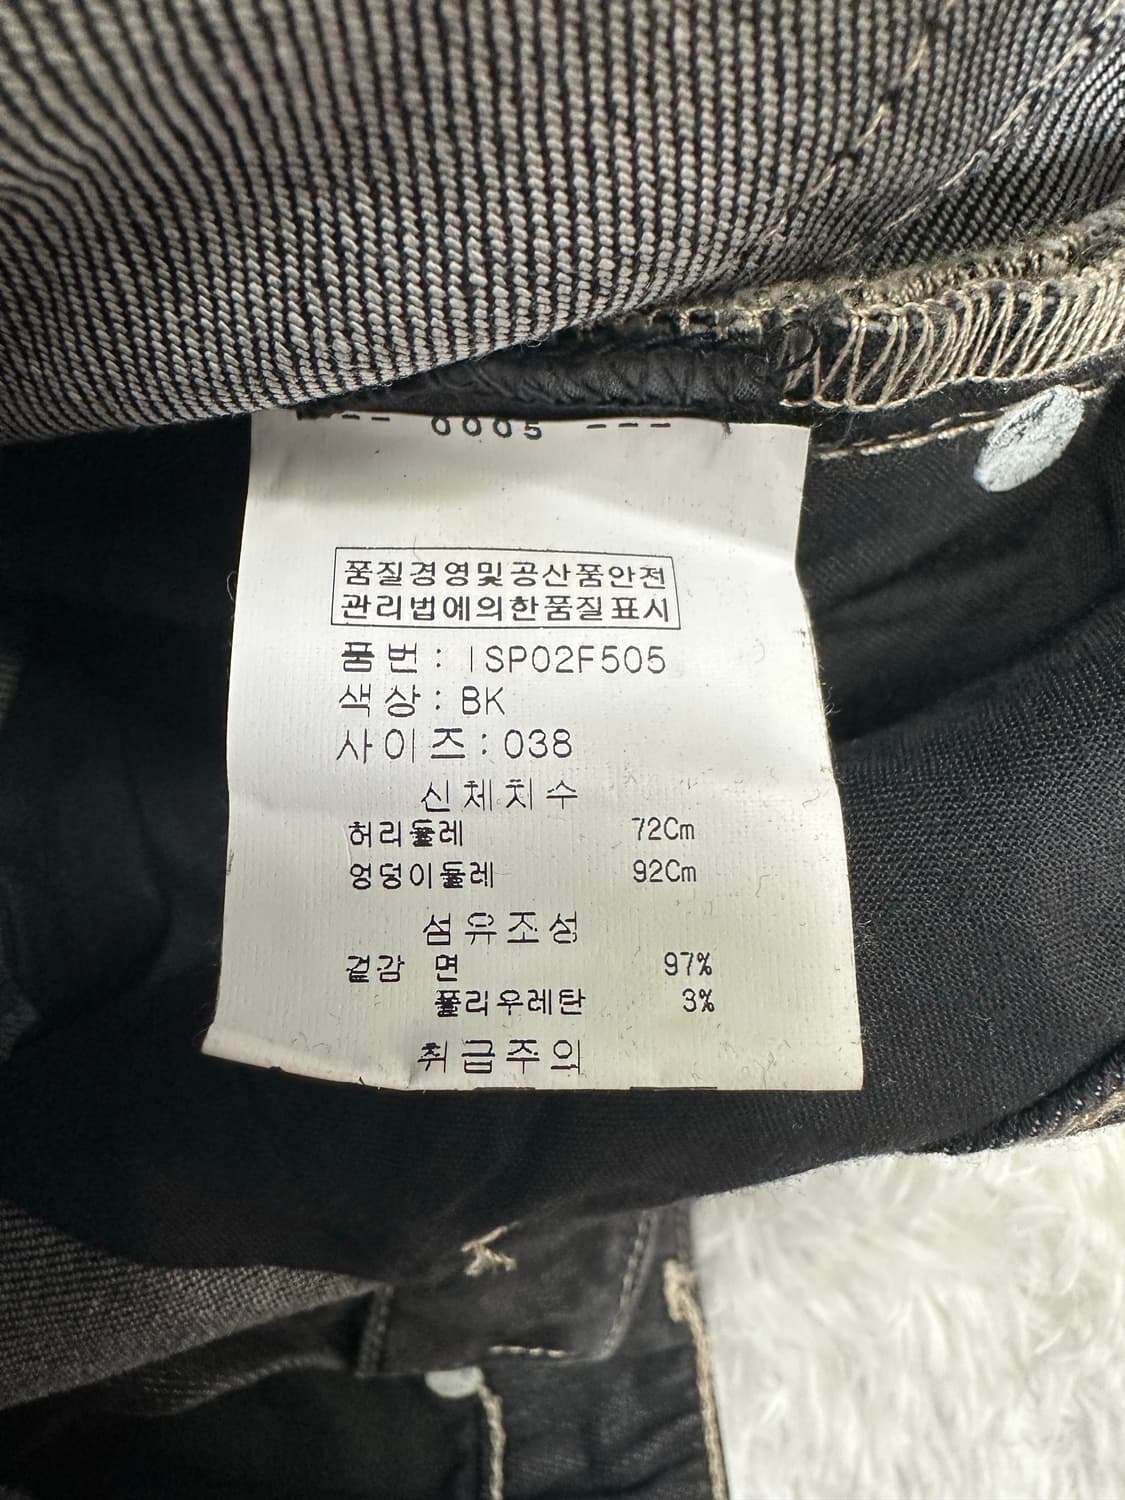 --- 0005 ---
품질경영및공산품안전
관리법에의한품질표시
품번: ISP02F505
색상: BK
사이즈: 038
신체치수
허리둘레 72Cm
엉덩이둘레 92Cm
섬유조성
겉감 면 97%
폴리우레탄 3%
취급주의